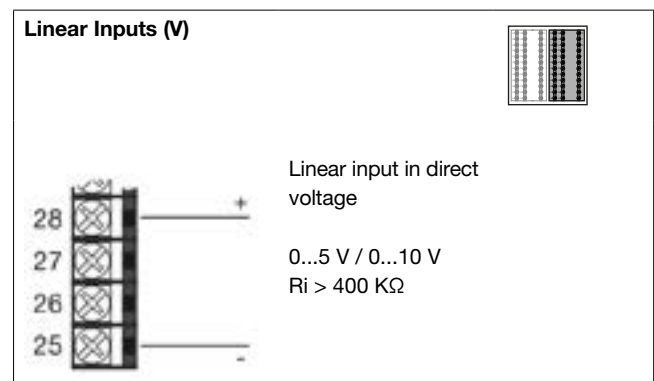 Linear Inputs (V)
Linear input in direct
voltage
0...5 V / 0...10 V
Ri > 400 KΩ
28 +
27
26
25 -